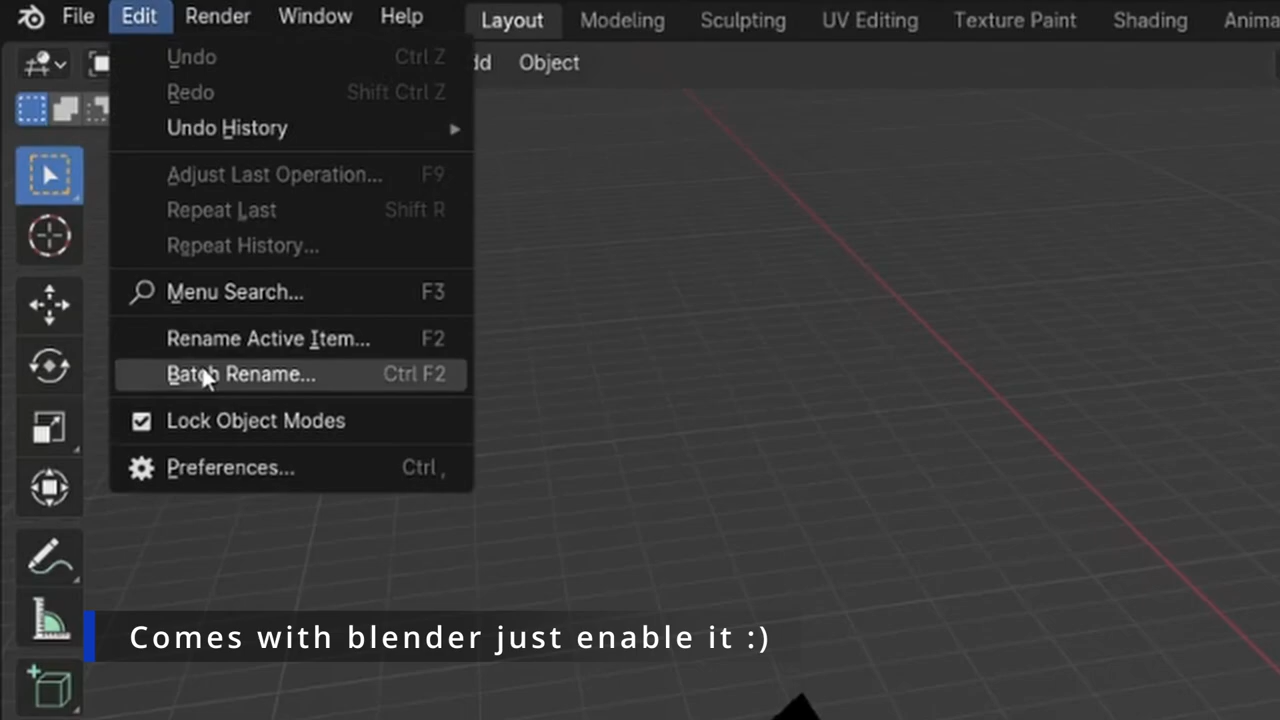 File Edit Render Window Help Layout Modeling Sculpting UV Editing Texture Paint Shading Anima
dd Object
Undo Ctrl Z
Redo Shift Ctrl Z
Undo History
Adjust Last Operation... F9
Repeat Last Shift R
Repeat History...
Menu Search... F3
Rename Active Item... F2
Batch Rename... Ctrl F2
Lock Object Modes
Preferences... Ctrl ,
Comes with blender just enable it :)